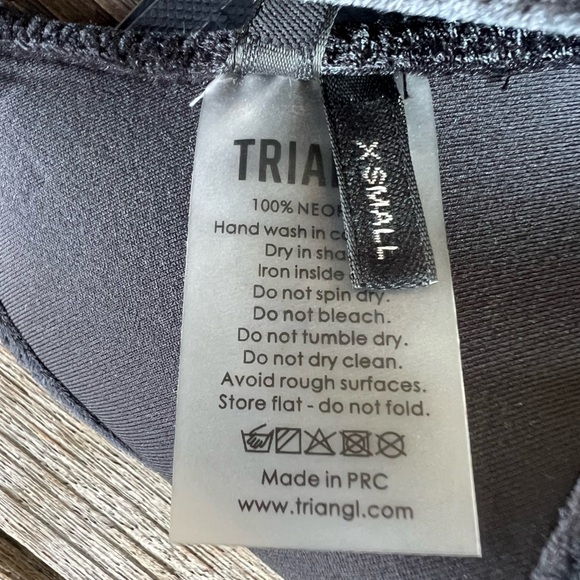 TRIA
X-SMALL
100% NEO
Hand wash in c
Dry in sha
Iron inside
Do not spin dry.
Do not bleach.
Do not tumble dry.
Do not dry clean.
Avoid rough surfaces.
Store flat - do not fold.
Made in PRC
www.triangl.com